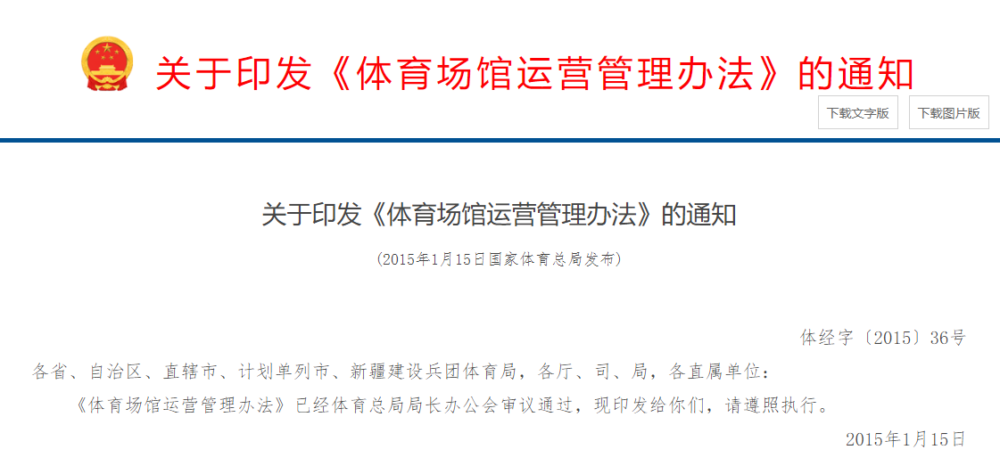 关于印发《体育场馆运营管理办法》的通知
下载文字版 下载图片版
关于印发《体育场馆运营管理办法》的通知
(2015年1月15日国家体育总局发布)
体经字〔2015〕36号
各省、自治区、直辖市、计划单列市、新疆建设兵团体育局，各厅、司、局，各直属单位：
《体育场馆运营管理办法》已经体育总局局长办公会审议通过，现印发给你们，请遵照执行。
2015年1月15日